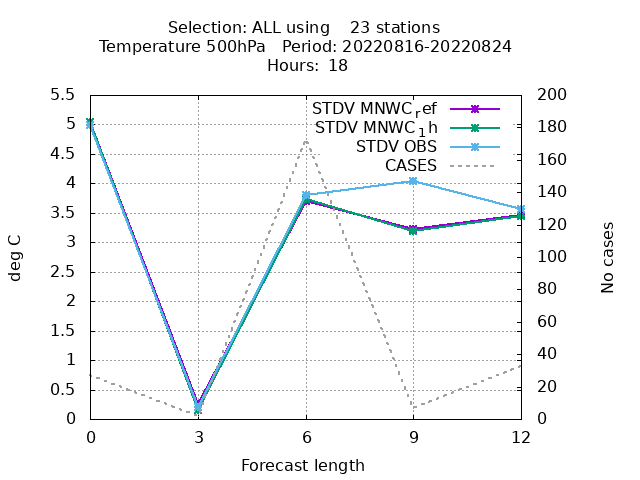 Selection: ALL using    23 stations
Temperature 500hPa   Period: 20220816-20220824
Hours:  18
5.5
5
4.5
4
3.5
3
2.5
2
1.5
1
0.5
0
deg C
200
180
160
140
120
100
80
60
40
20
0
No cases
STDV MNWC_ref
STDV MNWC_1h
STDV OBS
CASES
0 3 6 9 12
Forecast length